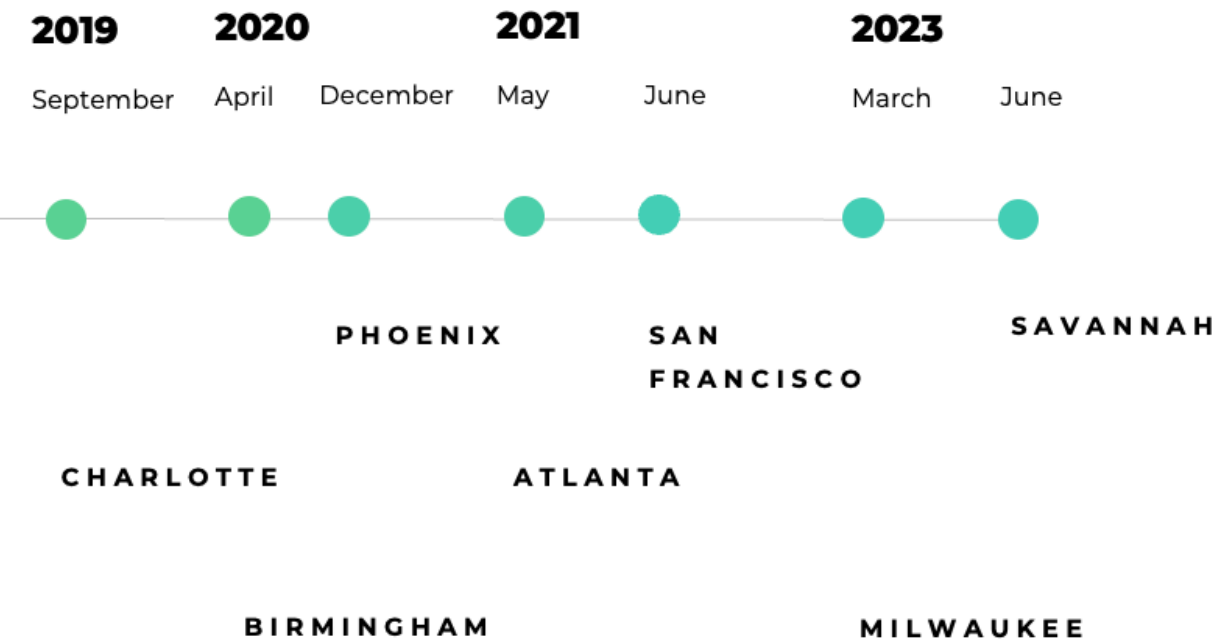 2019 2020 2021 2023
September April December May June March June
SAVANNAH
PHOENIX SAN
FRANCISCO
CHARLOTTE ATLANTA
BIRMINGHAM MILWAUKEE